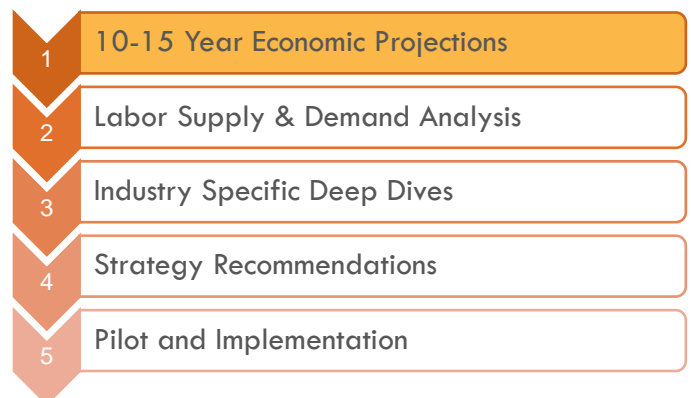 1
10-15 Year Economic Projections
2
Labor Supply & Demand Analysis
3
Industry Specific Deep Dives
4
Strategy Recommendations
5
Pilot and Implementation